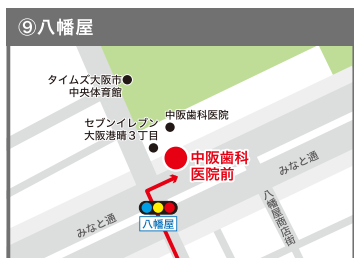 ⑨八幡屋
タイムズ大阪市
中央体育館
中阪歯科医院
セブンイレブン
大阪港晴3丁目
中阪歯科
医院前
みなと通
八幡屋商店街
みなと通
八幡屋